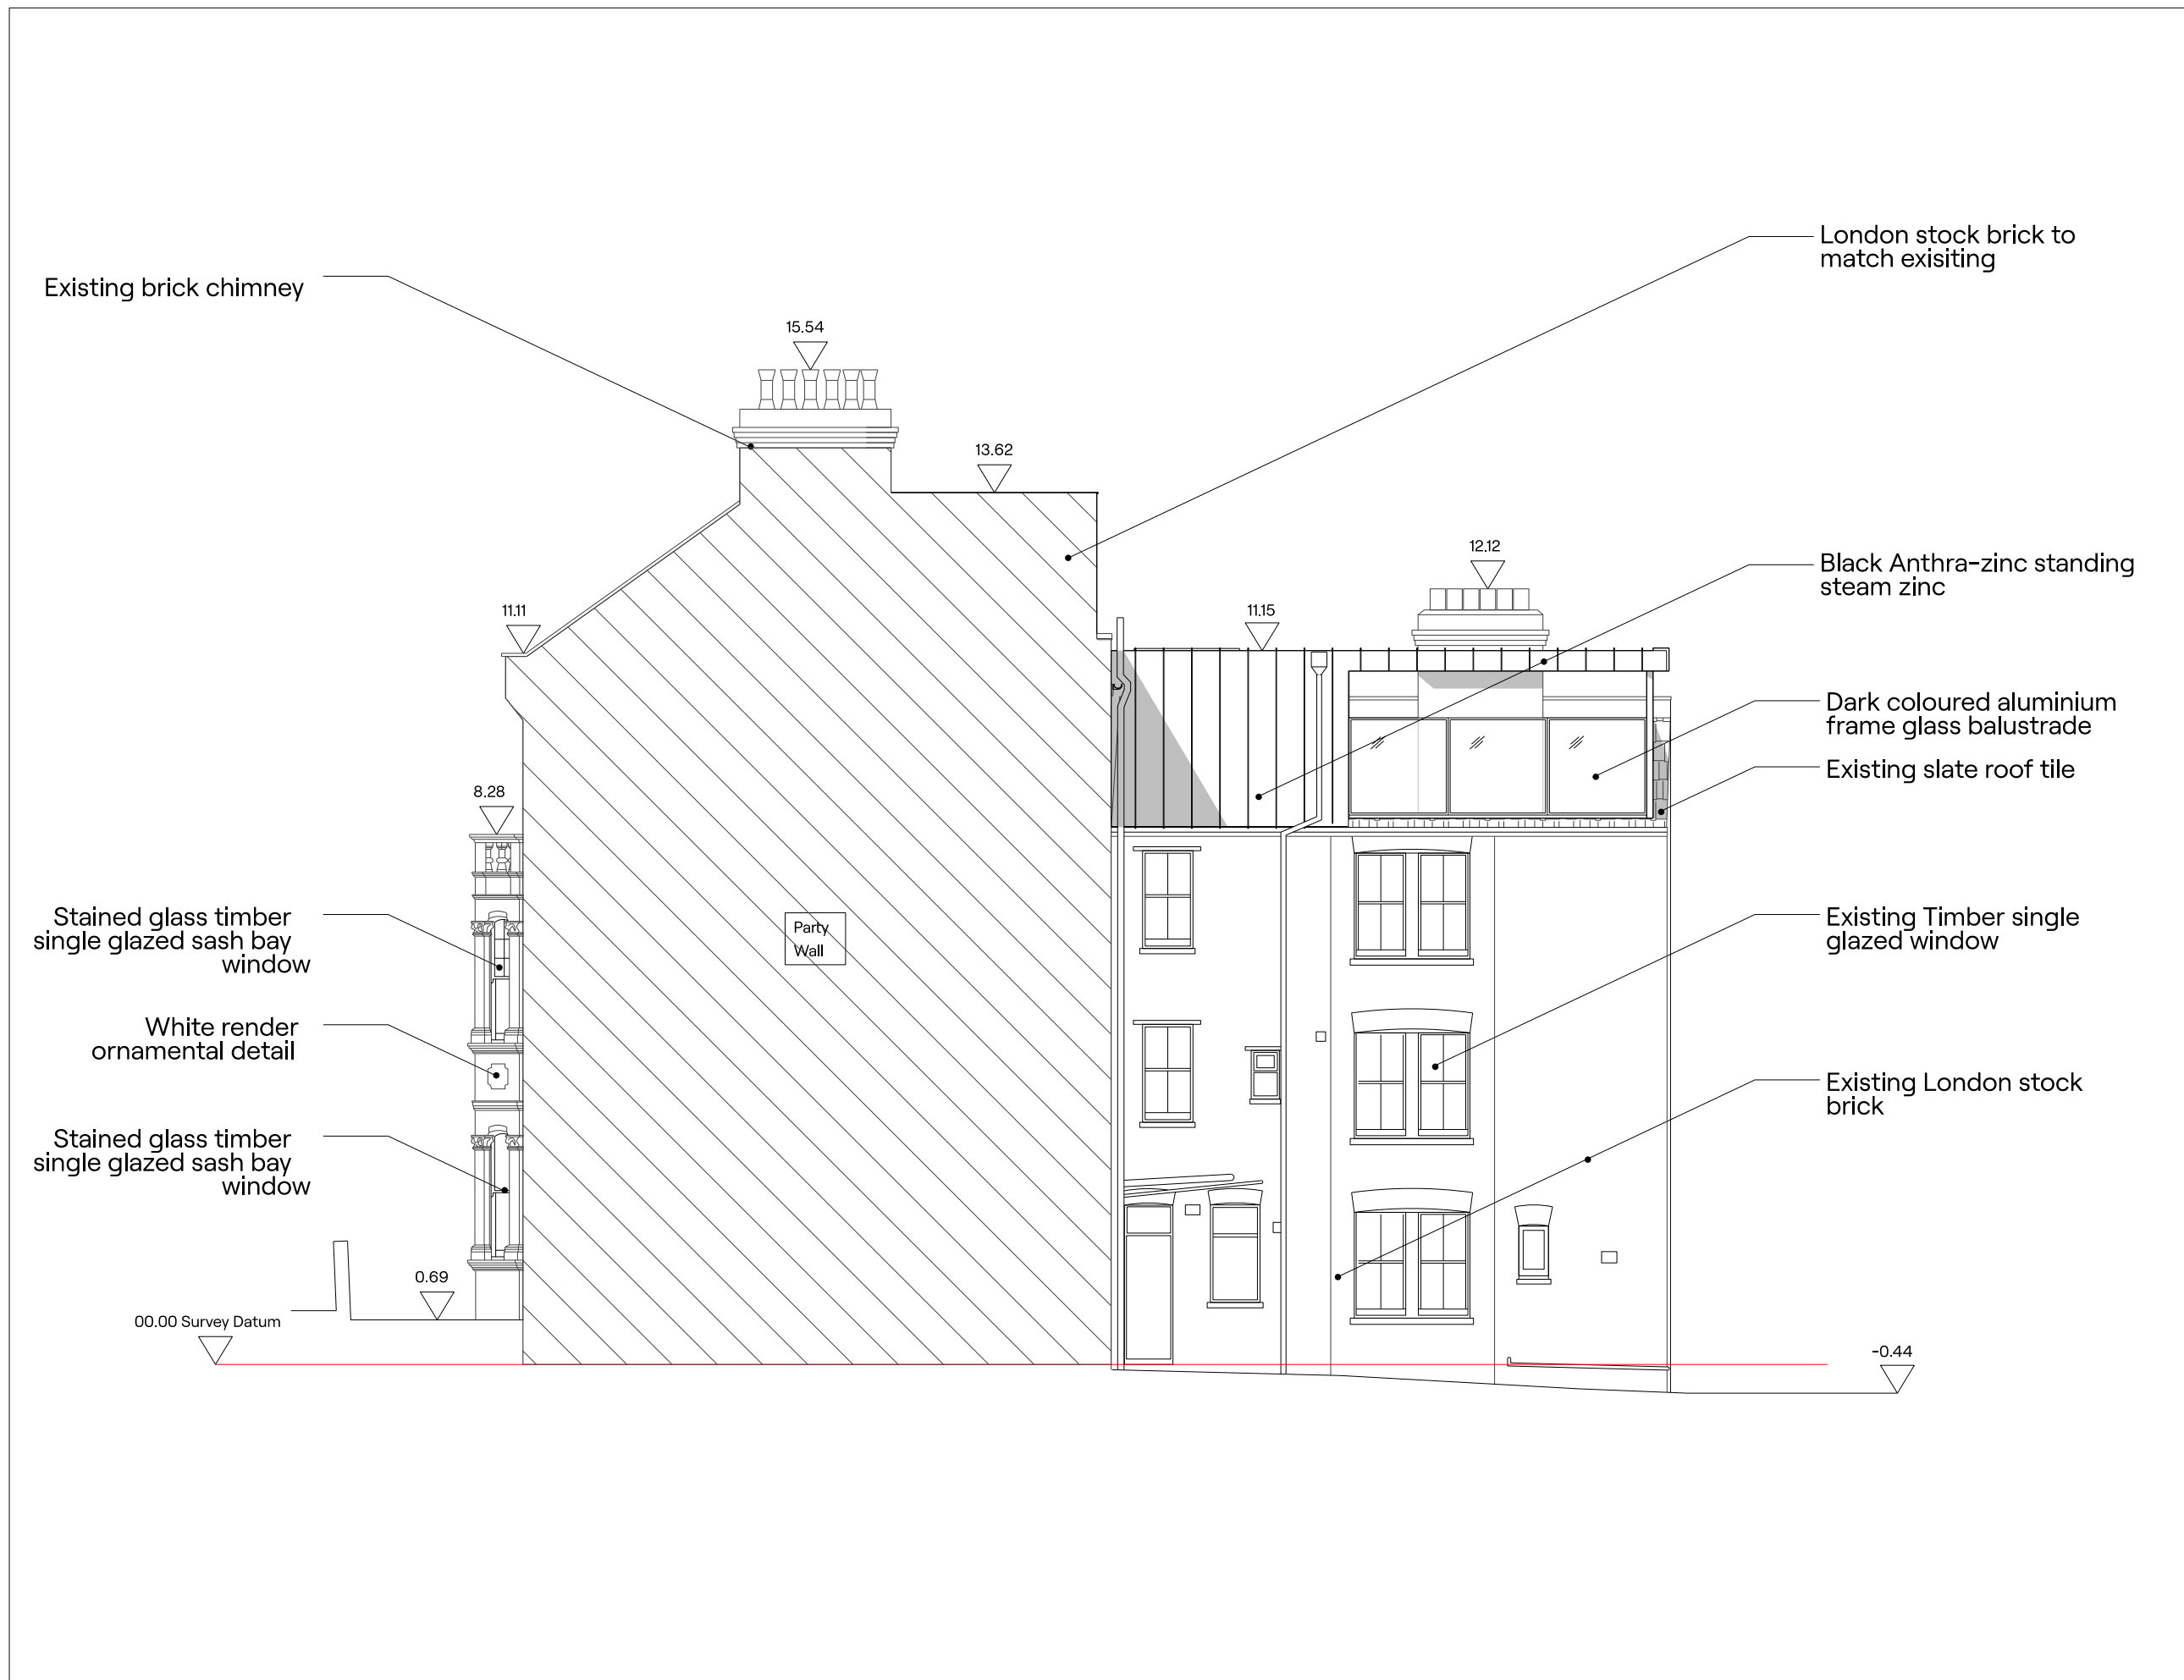 London stock brick to
match exisiting
Existing brick chimney
15.54
13.62
12.12
Black Anthra-zinc standing
steam zinc
11.11
11.15
Dark coloured aluminium
frame glass balustrade
Existing slate roof tile
8.28
Stained glass timber
single glazed sash bay
window
Party
Wall
Existing Timber single
glazed window
White render
ornamental detail
Existing London stock
brick
Stained glass timber
single glazed sash bay
window
0.69
00.00 Survey Datum
-0.44